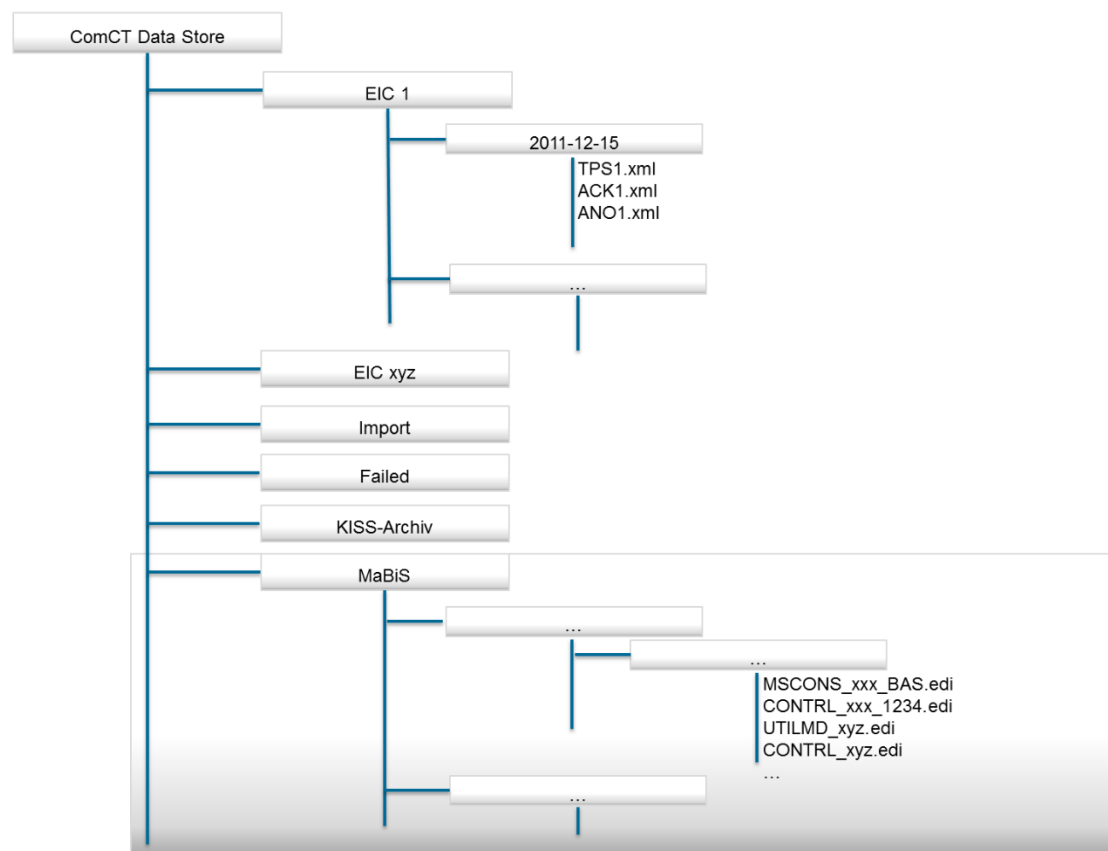 ComCT Data Store
EIC 1
2011-12-15
TPS1.xml
ACK1.xml
ANO1.xml
...
EIC xyz
Import
Failed
KISS-Archiv
MaBiS
...
...
MSCONS_xxx_BAS.edi
CONTRL_xxx_1234.edi
UTILMD_xyz.edi
CONTRL_xyz.edi
...
...